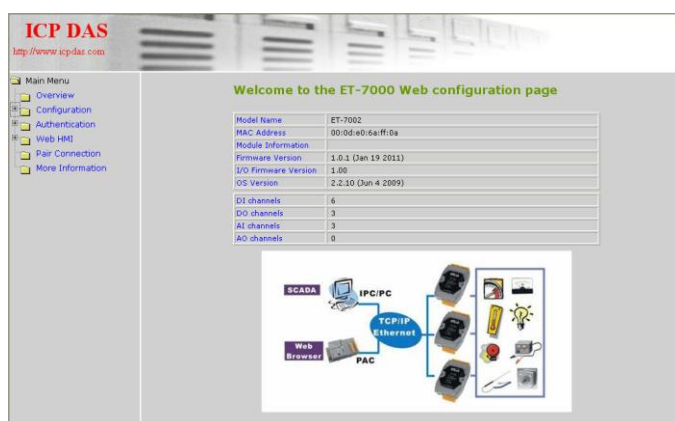 ICP DAS
http://www.icpdas.com
Main Menu
Overview
Configuration
Authentication
Web HMI
Pair Connection
More Information
Welcome to the ET-7000 Web configuration page
Model Name ET-7002
MAC Address 00:0d:e0:6a:ff:0a
Module Information
Firmware Version 1.0.1 (Jan 19 2011)
I/O Firmware Version 1.00
OS Version 2.2.10 (Jun 4 2009)
DI channels 6
DO channels 3
AI channels 3
AO channels 0
SCADA
IPC/PC
TCP/IP
Ethernet
Web
Browser
PAC